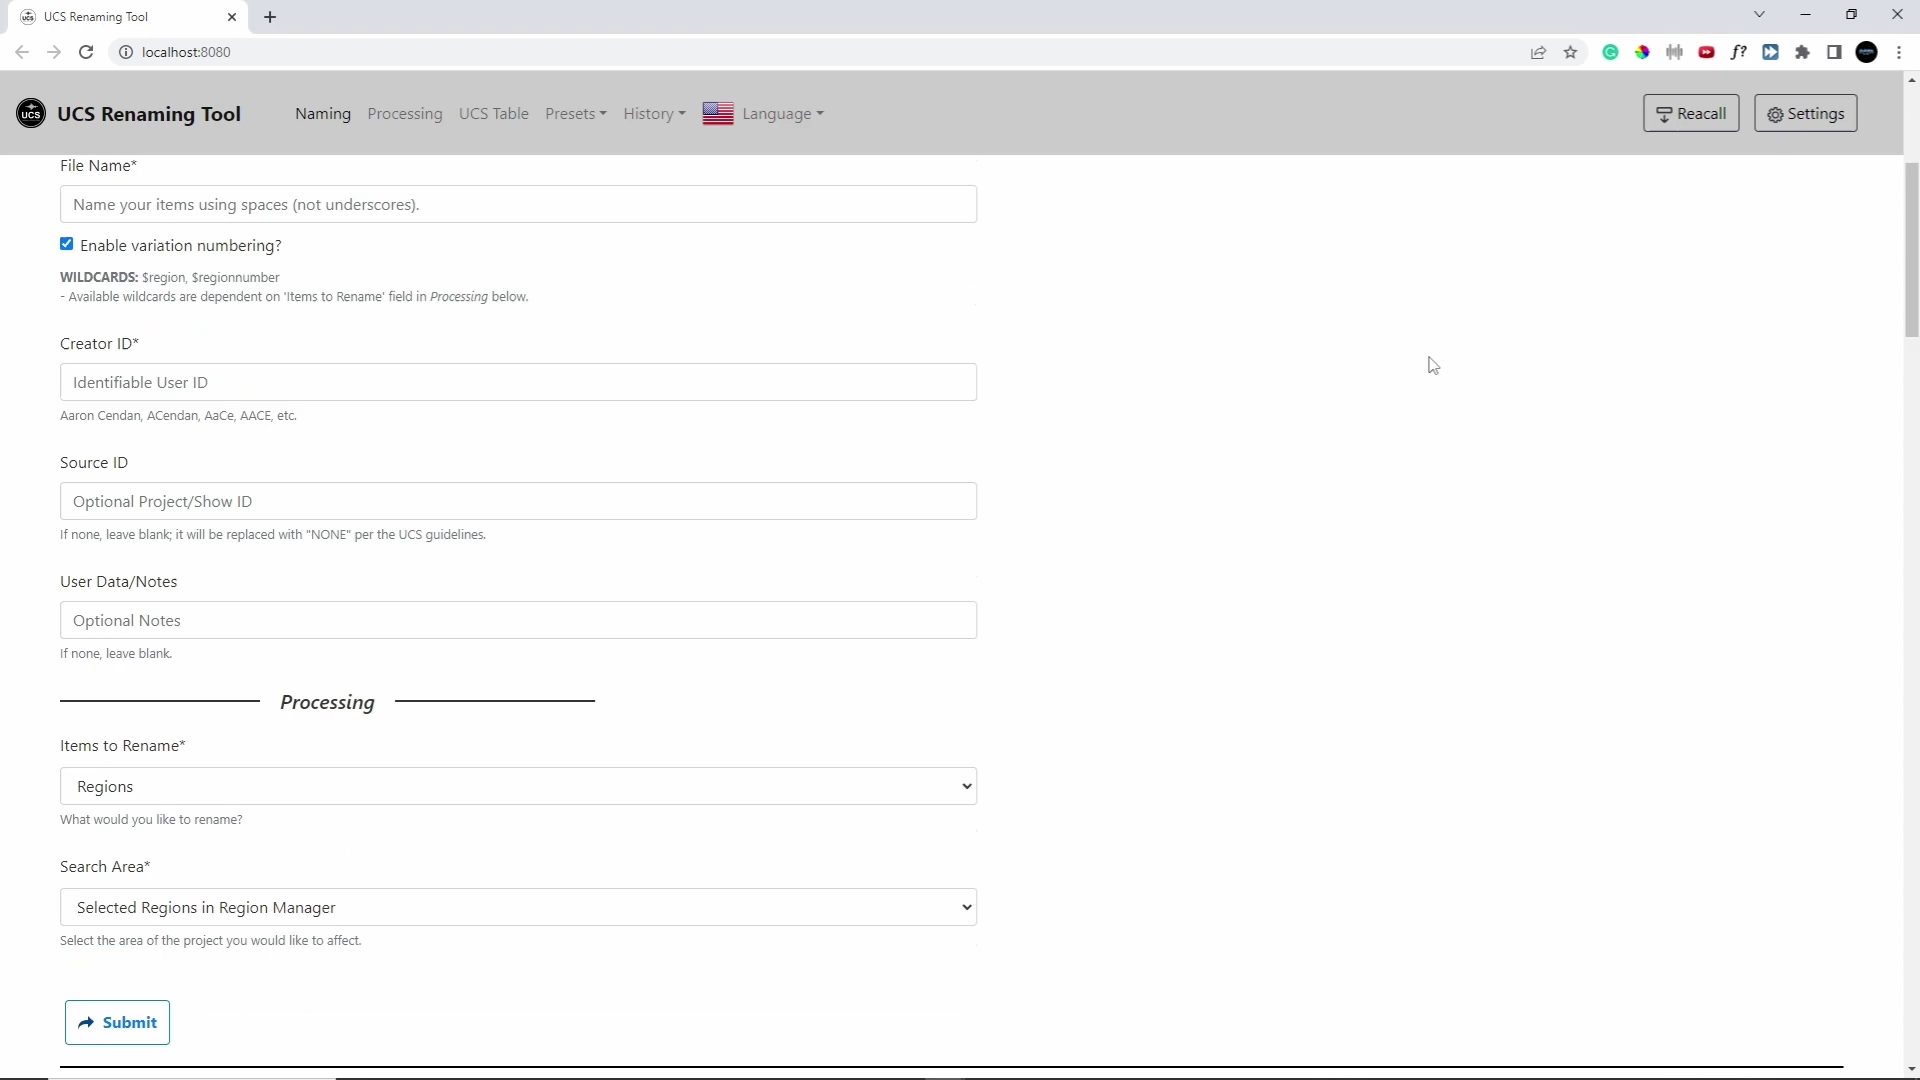 UCS Renaming Tool
localhost:8080
f?
UCS
UCS Renaming Tool
Naming
Processing
UCS Table
Presets
History
Language
Reacall
Settings
File Name*
Name your items using spaces (not underscores).
Enable variation numbering?
WILDCARDS: $region, $regionnumber
- Available wildcards are dependent on 'Items to Rename' field in Processing below.
Creator ID*
Identifiable User ID
Aaron Cendan, ACendan, AaCe, AACE, etc.
Source ID
Optional Project/Show ID
If none, leave blank; it will be replaced with "NONE" per the UCS guidelines.
User Data/Notes
Optional Notes
If none, leave blank.
Processing
Items to Rename*
Regions
What would you like to rename?
Search Area*
Selected Regions in Region Manager
Select the area of the project you would like to affect.
Submit